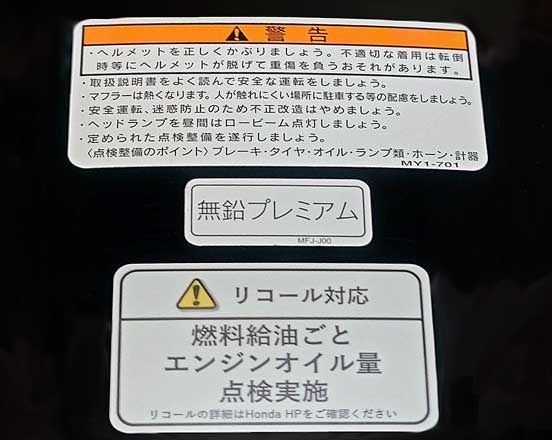 警告
・ヘルメットを正しくかぶりましょう。不適切な着用は転倒
時等にヘルメットが脱げて重傷を負うおそれがあります。
・取扱説明書をよく読んで安全な運転をしましょう。
・マフラーは熱くなります。人が触れにくい場所に駐車する等の配慮をしましょう。
・安全運転、迷惑防止のため不正改造はやめましょう。
・ヘッドランプを昼間はロービーム点灯しましょう。
・定められた点検整備を遂行しましょう。
〈点検整備のポイント〉ブレーキ・タイヤ・オイル・ランプ類・ホーン・計器
MY1-701
無鉛プレミアム
MFJ-J00
リコール対応
燃料給油ごと
エンジンオイル量
点検実施
リコールの詳細はHonda HPをご確認ください